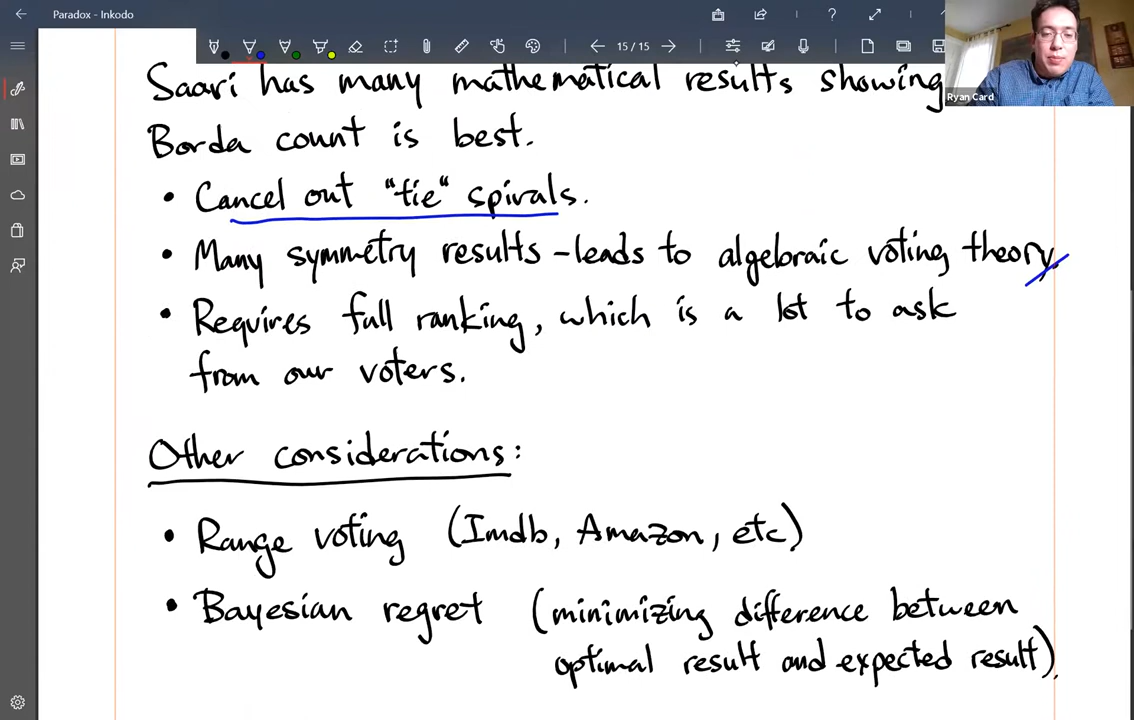 Paradox - Inkodo
15/15
Ryan Card
Saari has many mathematical results showing
Borda count is best.
• Cancel out "tie" spirals.
• Many symmetry results - leads to algebraic voting theory.
• Requires full ranking, which is a lot to ask
from our voters.
Other considerations:
• Range voting (Imdb, Amazon, etc)
• Bayesian regret (minimizing difference between
optimal result and expected result).